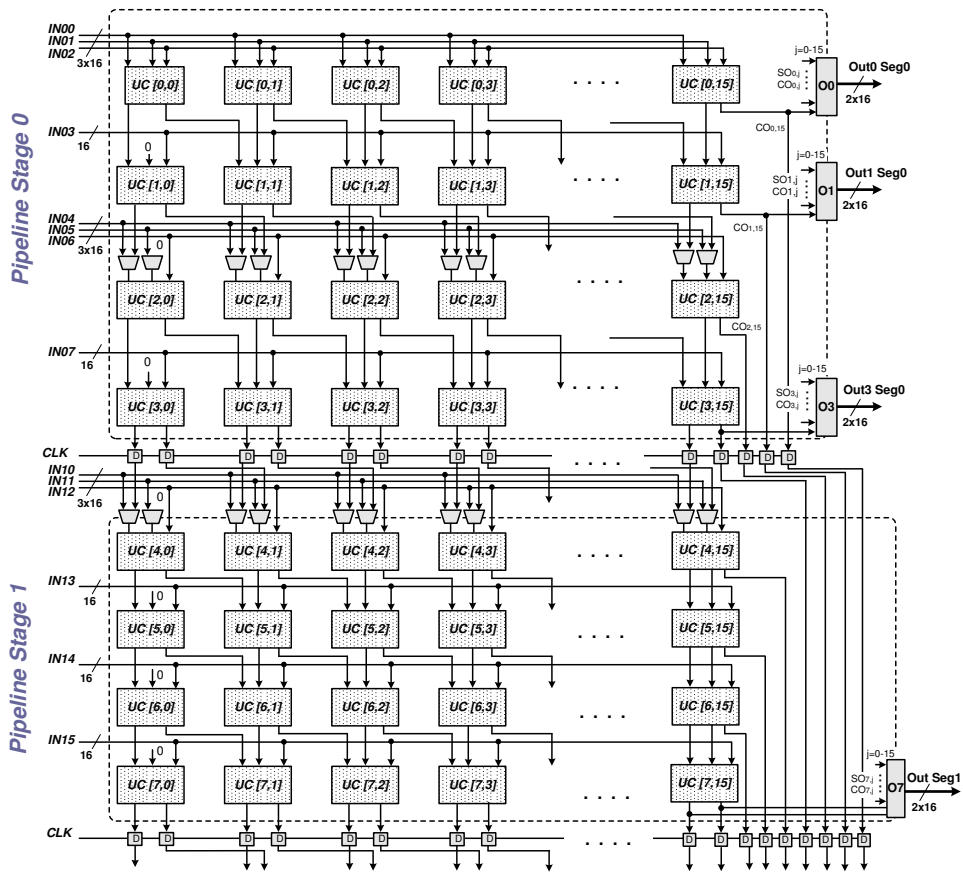 IN00
IN01
IN02
3x16
UC [0,0]
UC [0,1]
UC [0,2]
UC [0,3]
. . . .
UC [0,15]
j=0-15
SO0,j
CO0,j
O0
Out0 Seg0
2x16
CO0,15
Pipeline Stage 0
IN03
16
0
UC [1,0]
UC [1,1]
UC [1,2]
UC [1,3]
. . . .
UC [1,15]
j=0-15
SO1,j
CO1,j
O1
Out1 Seg0
2x16
CO1,15
IN04
IN05
IN06
3x16
0
UC [2,0]
UC [2,1]
UC [2,2]
UC [2,3]
. . . .
UC [2,15]
CO2,15
IN07
16
0
UC [3,0]
UC [3,1]
UC [3,2]
UC [3,3]
. . . .
UC [3,15]
j=0-15
SO3,j
CO3,j
O3
Out3 Seg0
2x16
CLK
D D D D D D D D . . . . D D D D D
IN10
IN11
IN12
3x16
0
Pipeline Stage 1
UC [4,0]
UC [4,1]
UC [4,2]
UC [4,3]
. . . .
UC [4,15]
IN13
16
0
UC [5,0]
UC [5,1]
UC [5,2]
UC [5,3]
. . . .
UC [5,15]
IN14
16
0
UC [6,0]
UC [6,1]
UC [6,2]
UC [6,3]
. . . .
UC [6,15]
IN15
16
0
UC [7,0]
UC [7,1]
UC [7,2]
UC [7,3]
. . . .
UC [7,15]
j=0-15
SO7,j
CO7,j
O7
Out Seg1
2x16
CLK
D D D D D D D D . . . . D D D D D D D D D